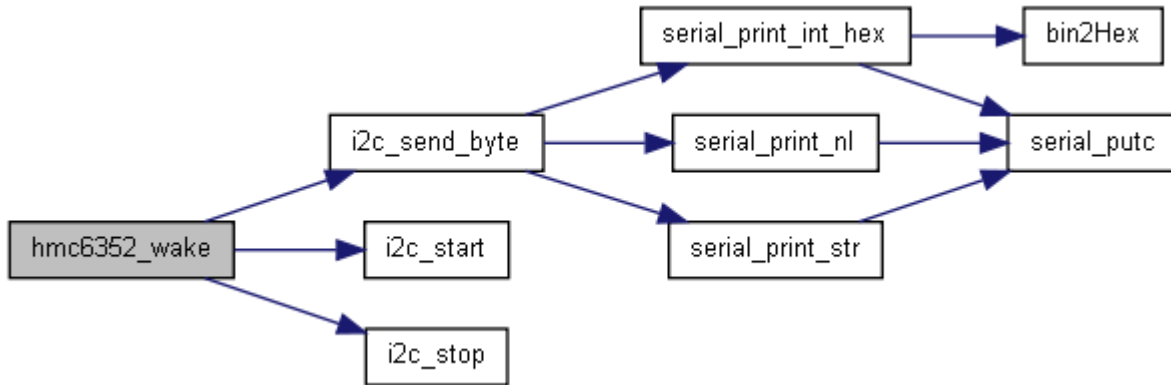 serial_print_int_hex
bin2Hex
i2c_send_byte
serial_print_nl
serial_putc
hmc6352_wake
i2c_start
serial_print_str
i2c_stop